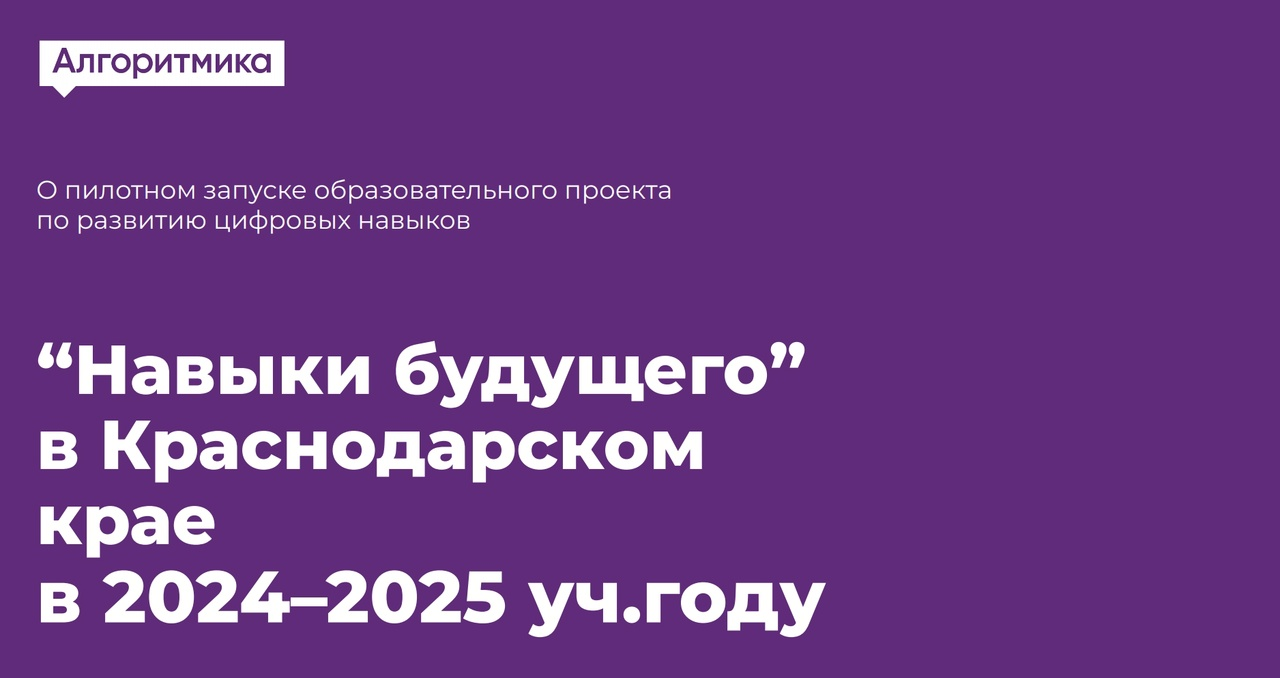 Алгоритмика
О пилотном запуске образовательного проекта
по развитию цифровых навыков
“Навыки будущего”
в Краснодарском
крае
в 2024–2025 уч.году